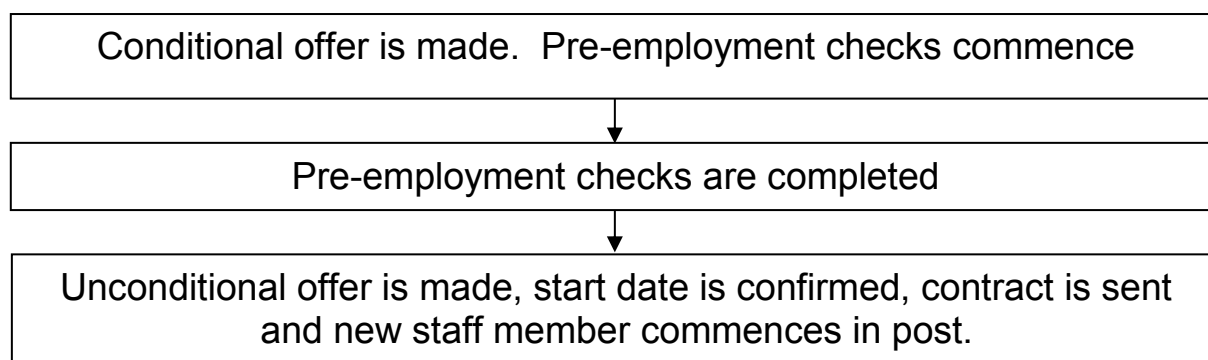 Conditional offer is made.  Pre-employment checks commence
Pre-employment checks are completed
Unconditional offer is made, start date is confirmed, contract is sent
and new staff member commences in post.